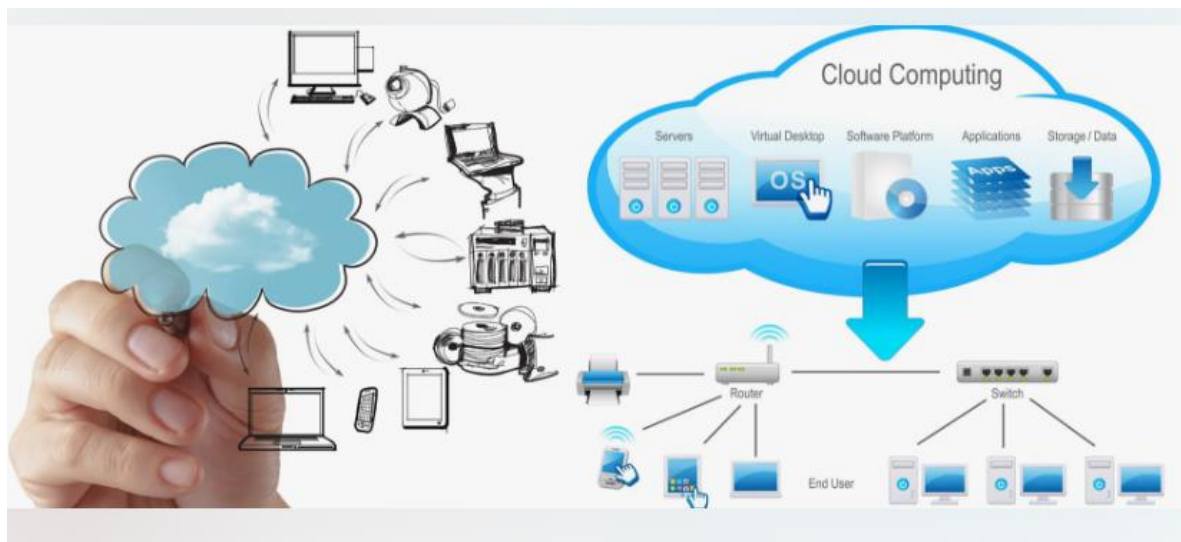 Cloud Computing
Servers Virtual Desktop Software Platform Applications Storage / Data
OS
Apps
Router
Switch
End User